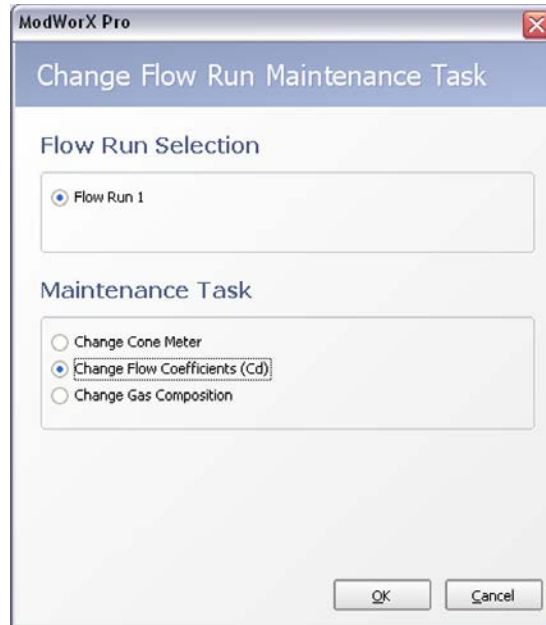 ModWorX Pro
Change Flow Run Maintenance Task
Flow Run Selection
Flow Run 1
Maintenance Task
Change Cone Meter
Change Flow Coefficients (Cd)
Change Gas Composition
OK
Cancel